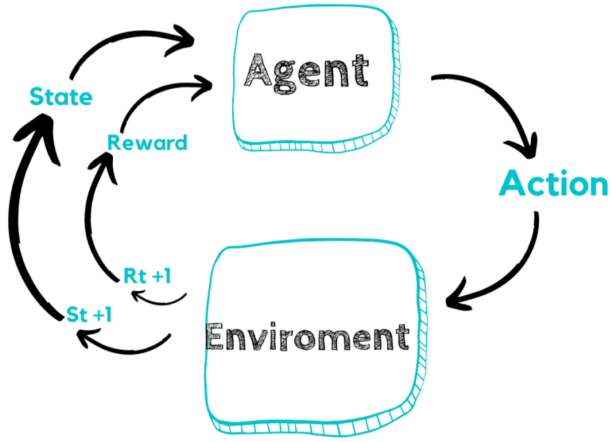 Agent
State
Reward
Action
Rt +1
St +1
Enviroment